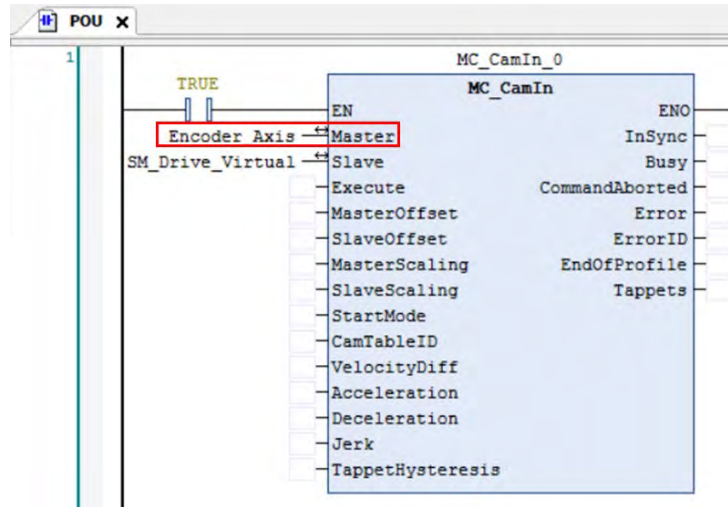 POU
1
MC_CamIn_0
TRUE
MC_CamIn
EN ENO
Encoder Axis Master InSync
SM_Drive_Virtual Slave Busy
Execute CommandAborted
MasterOffset Error
SlaveOffset ErrorID
MasterScaling EndOfProfile
SlaveScaling Tappets
StartMode
CamTableID
VelocityDiff
Acceleration
Deceleration
Jerk
TappetHysteresis